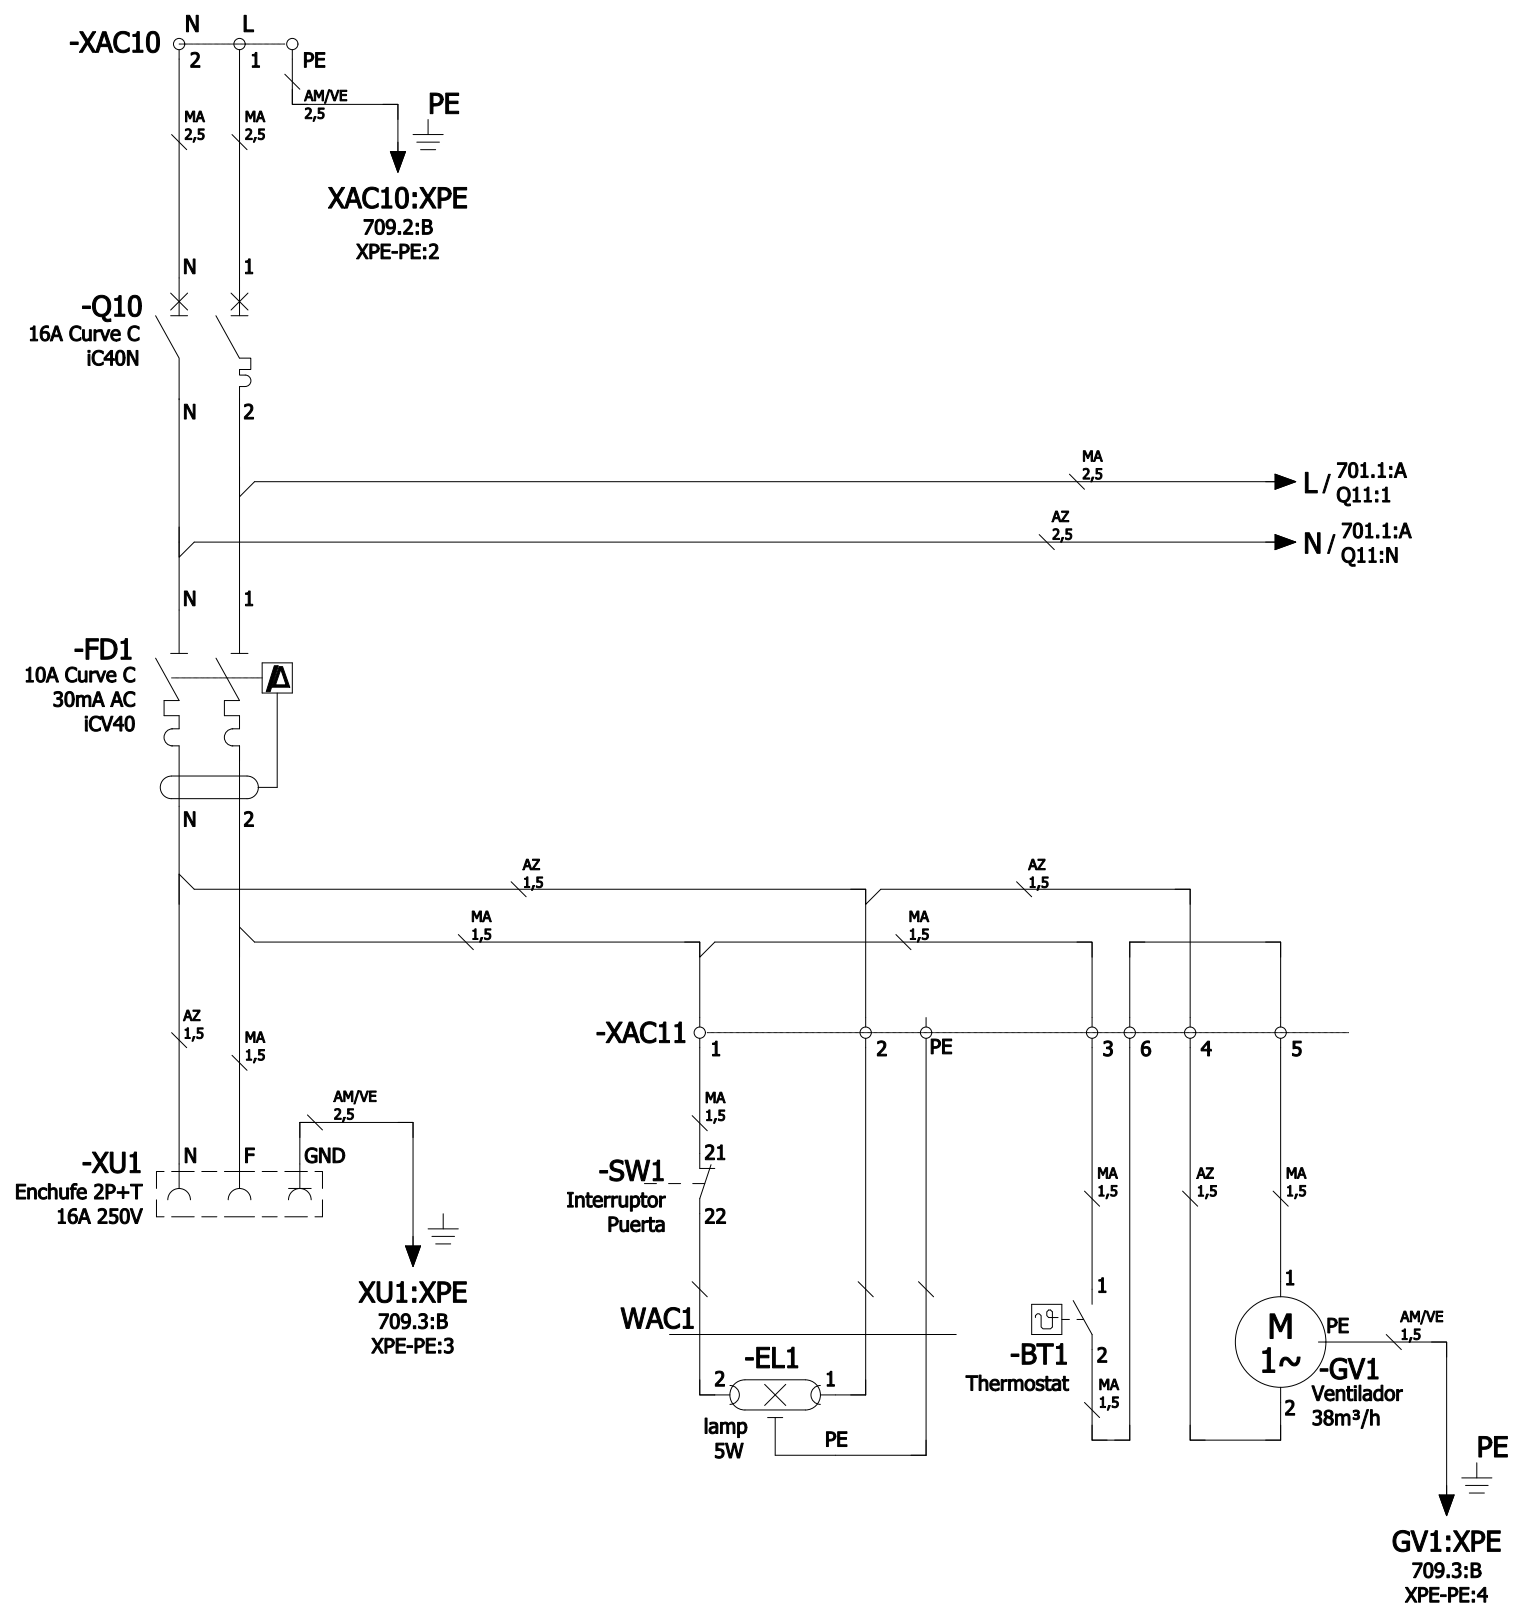 N L
-XAC10
2 1 PE
AM/VE
2,5
PE
MA
2,5
MA
2,5
XAC10:XPE
709.2:B
XPE-PE:2
N 1
-Q10
16A Curve C
iC40N
N 2
MA
2,5
L / 701.1:A
Q11:1
AZ
2,5
N / 701.1:A
Q11:N
N 1
-FD1
10A Curve C
30mA AC
iCV40
N 2
AZ
1,5
AZ
1,5
MA
1,5
MA
1,5
AZ
1,5
MA
1,5
-XAC11
1 2 PE 3 6 4 5
AM/VE
2,5
MA
1,5
-XU1
N F GND
Enchufe 2P+T
16A 250V
21
-SW1
Interruptor
Puerta
22
MA
1,5
AZ
1,5
MA
1,5
XU1:XPE
709.3:B
XPE-PE:3
WAC1
-EL1
2 1
lamp
5W
PE
1
-BT1
Thermostat
2
MA
1,5
1
M
1~
PE
AM/VE
1,5
-GV1
Ventilador
38m³/h
2
PE
GV1:XPE
709.3:B
XPE-PE:4